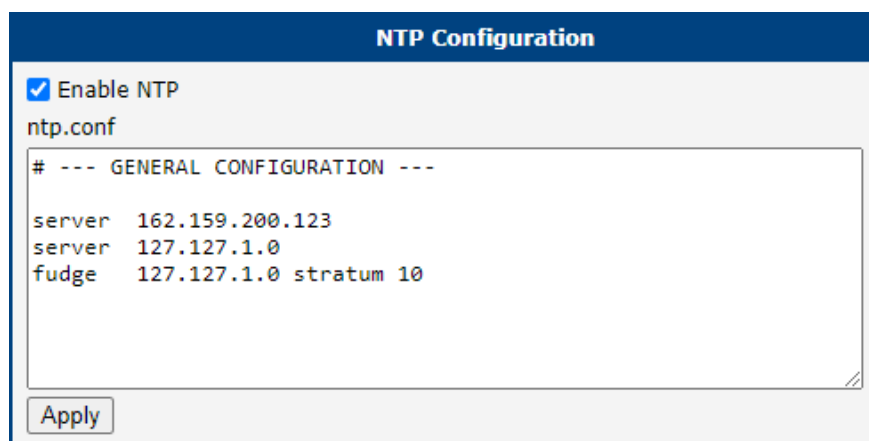 NTP Configuration
Enable NTP
ntp.conf
# --- GENERAL CONFIGURATION ---
server  162.159.200.123
server  127.127.1.0
fudge   127.127.1.0 stratum 10
Apply